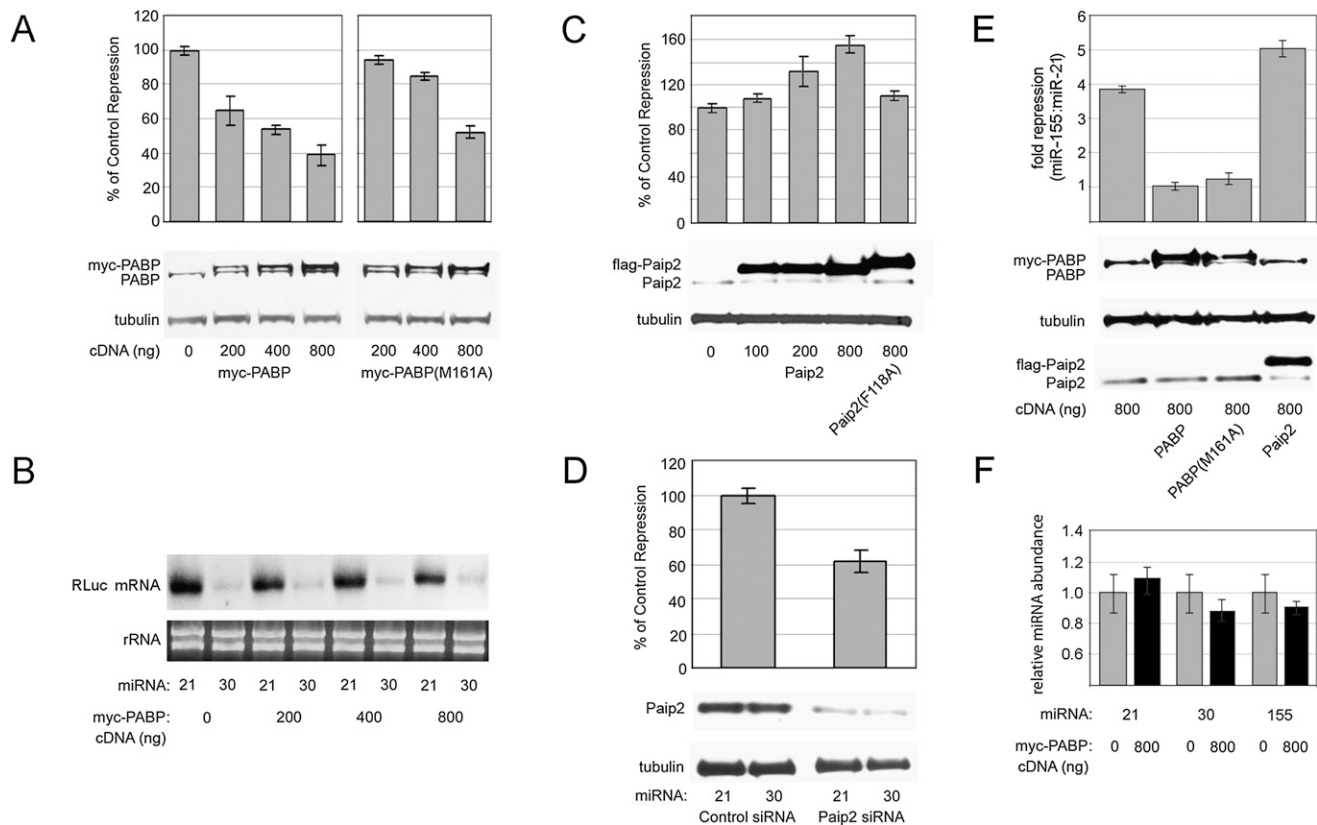 A
% of Control Repression
120
100
80
60
40
20
0
myc-PABP
PABP
tubulin
cDNA (ng)
0 200 400 800 200 400 800
myc-PABP myc-PABP(M161A)
B
RLuc mRNA
rRNA
miRNA: 21 30 21 30 21 30 21 30
myc-PABP: 0 200 400 800
cDNA (ng)
C
% of Control Repression
160
120
100
80
60
40
20
0
flag-Paip2
Paip2
tubulin
0 100 200 800 800
Paip2 Paip2(F118A)
D
% of Control Repression
120
100
80
60
40
20
0
Paip2
tubulin
miRNA: 21 30 21 30
Control siRNA Paip2 siRNA
E
fold repression
(miR-155:miR-21)
6
5
4
3
2
1
myc-PABP
PABP
tubulin
flag-Paip2
Paip2
cDNA (ng) 800 800 800 800
PABP PABP(M161A) Paip2
F
relative miRNA abundance
1.4
1.2
1.0
0.8
0.6
miRNA: 21 30 155
myc-PABP: 0 800 0 800 0 800
cDNA (ng)